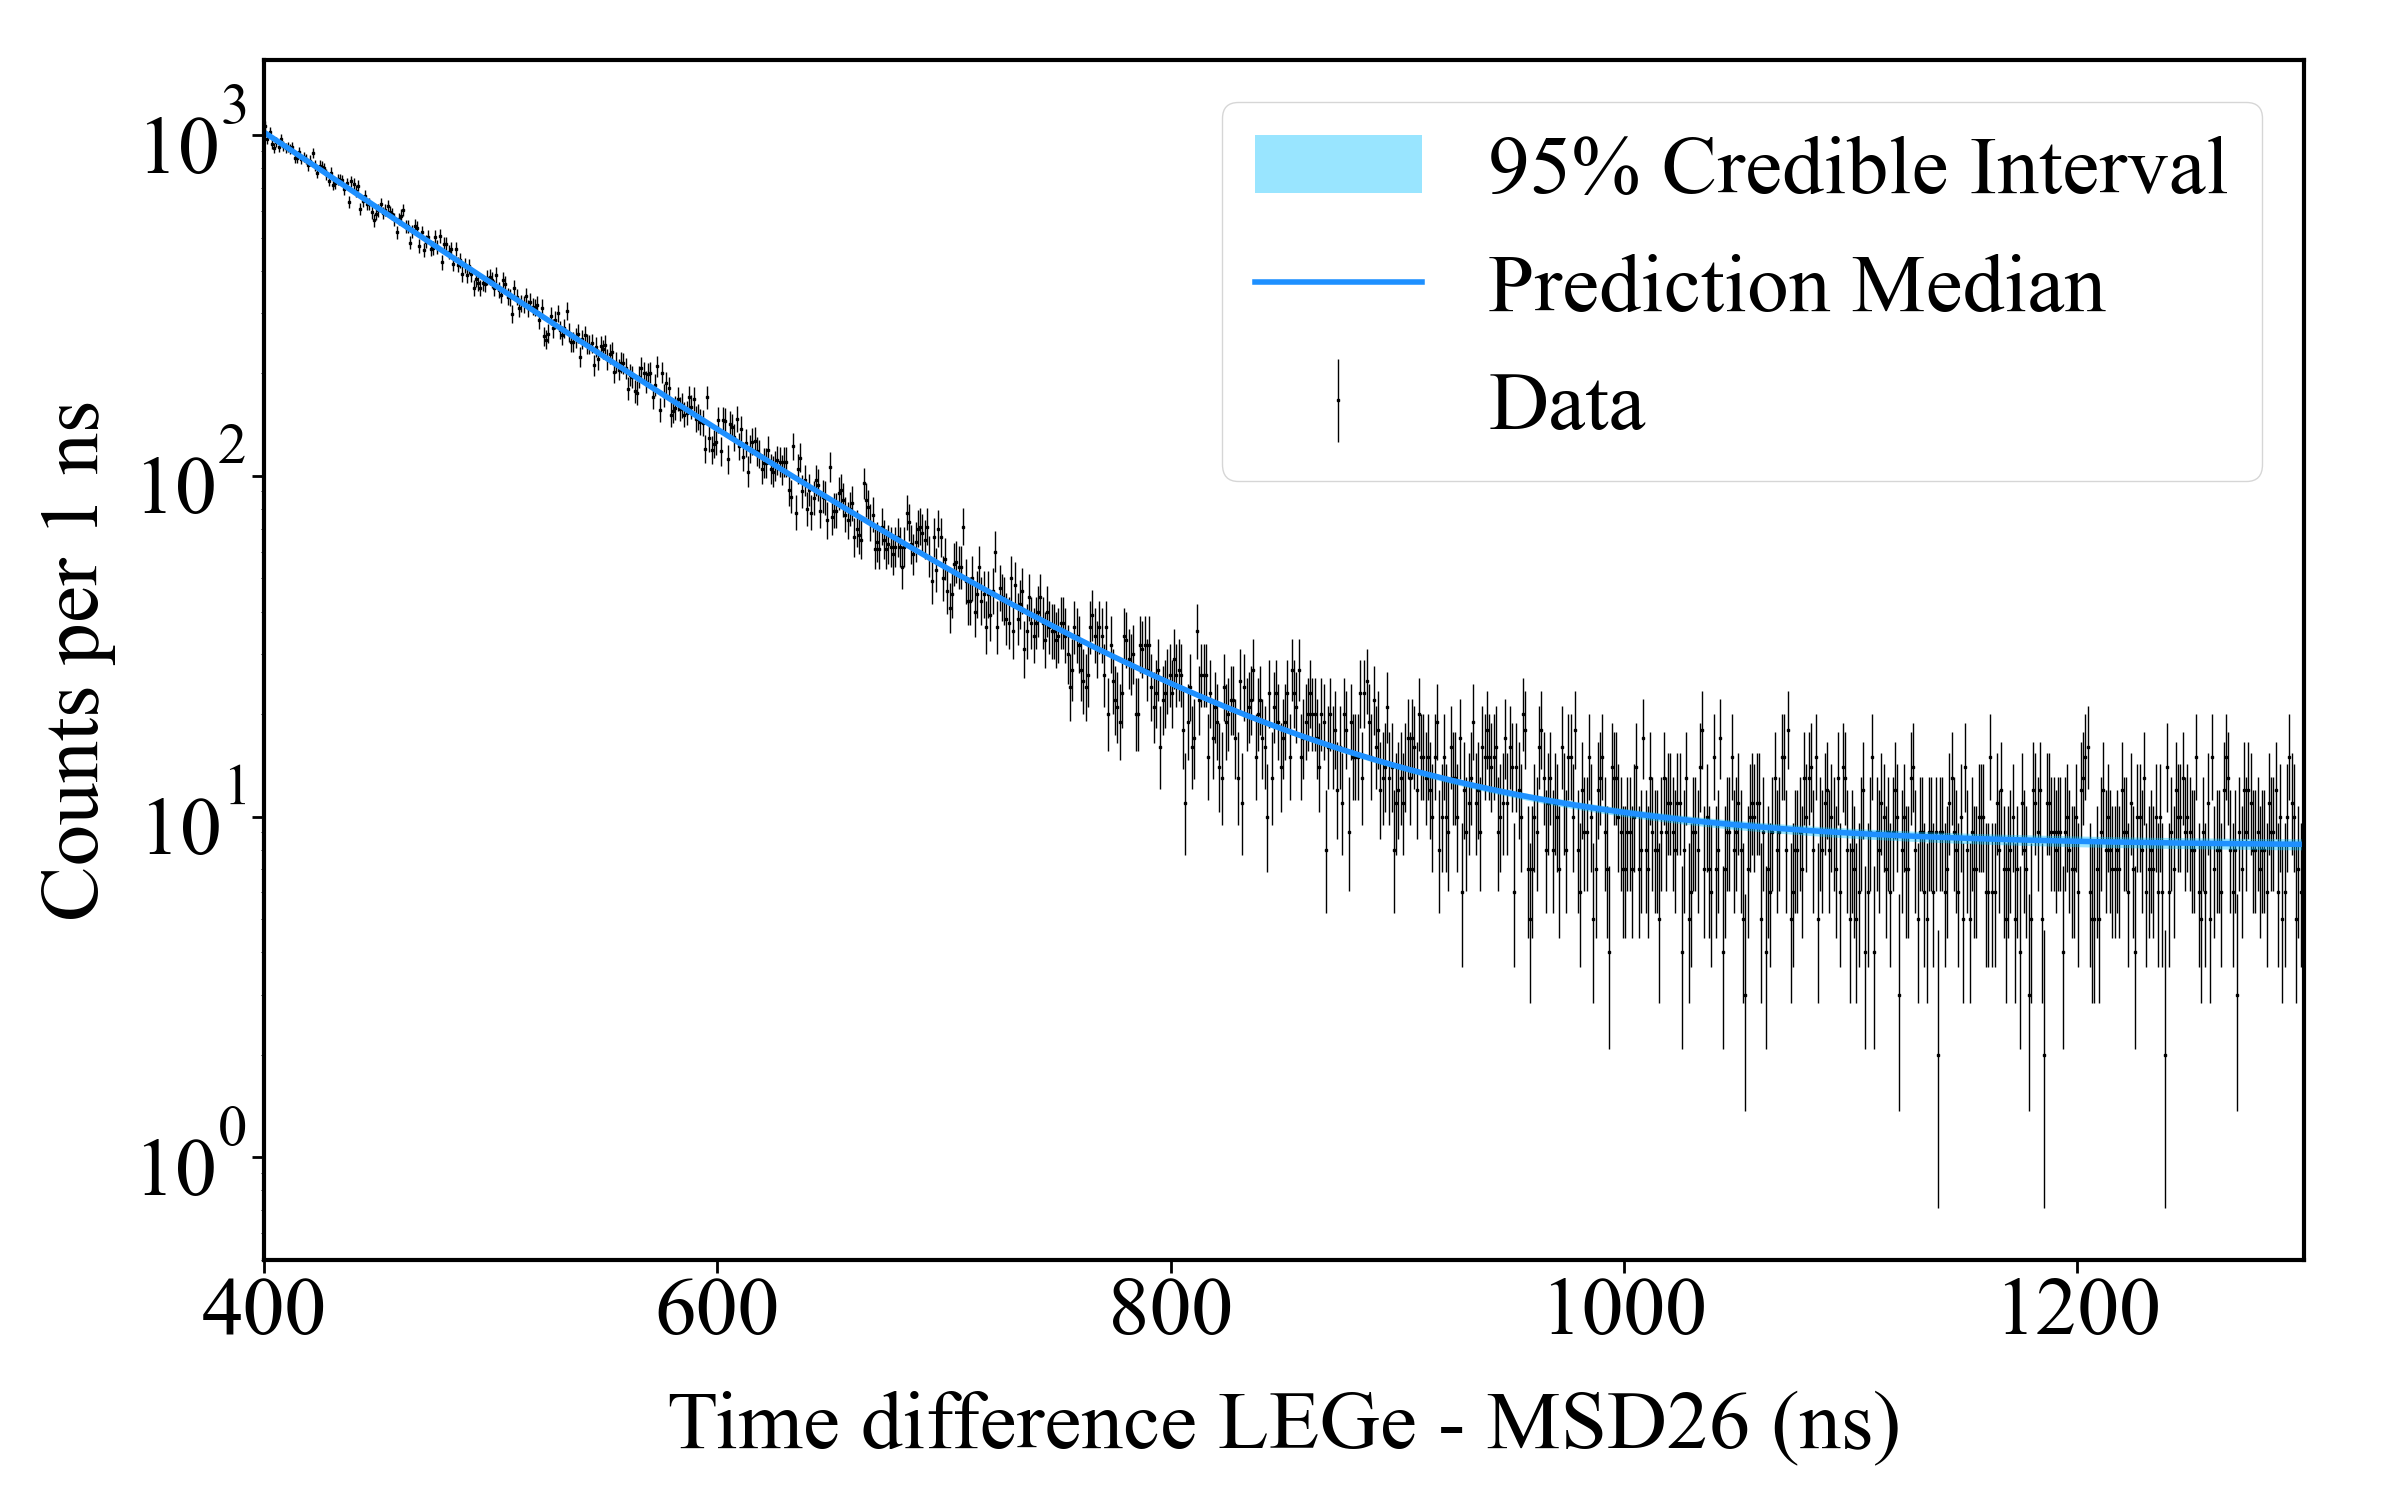 10^3
10^2
10^1
10^0
Counts per 1 ns
95% Credible Interval
Prediction Median
Data
400 600 800 1000 1200
Time difference LEGe - MSD26 (ns)